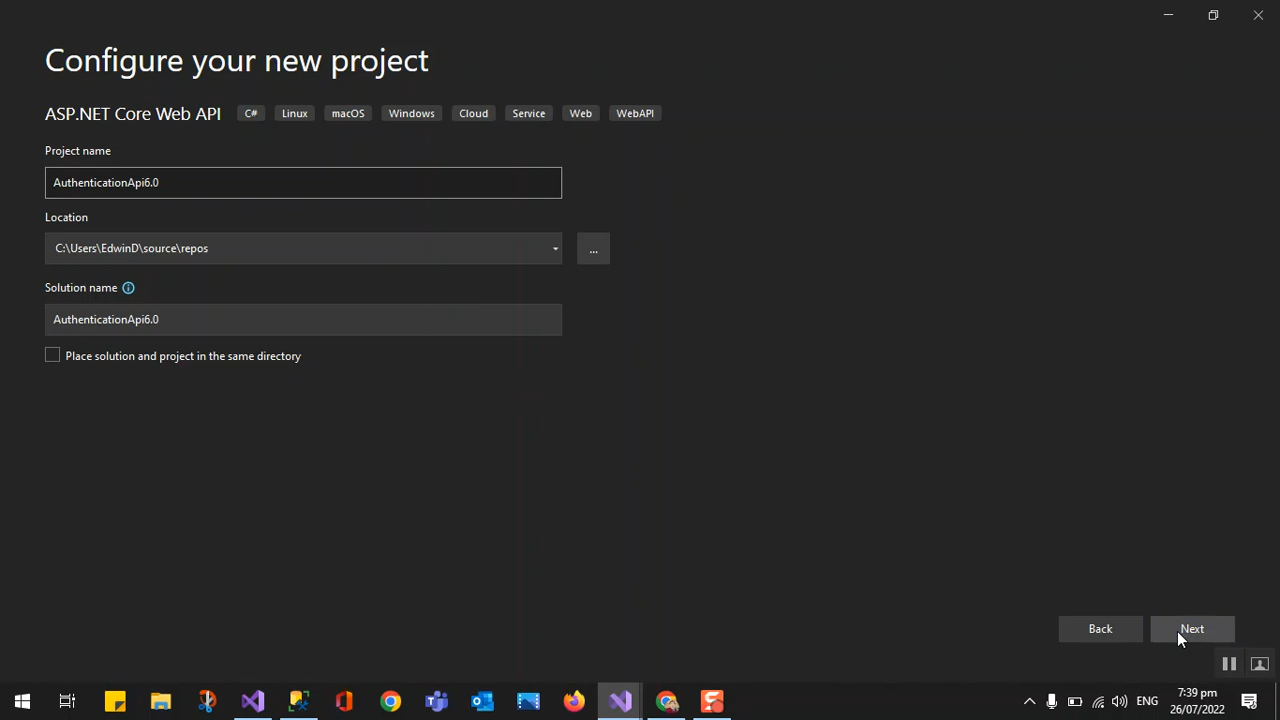 Configure your new project
ASP.NET Core Web API C# Linux macOS Windows Cloud Service Web WebAPI
Project name
AuthenticationApi6.0
Location
C:\Users\EdwinD\source\repos
...
Solution name
AuthenticationApi6.0
Place solution and project in the same directory
Back Next
ENG
7:39 pm
26/07/2022